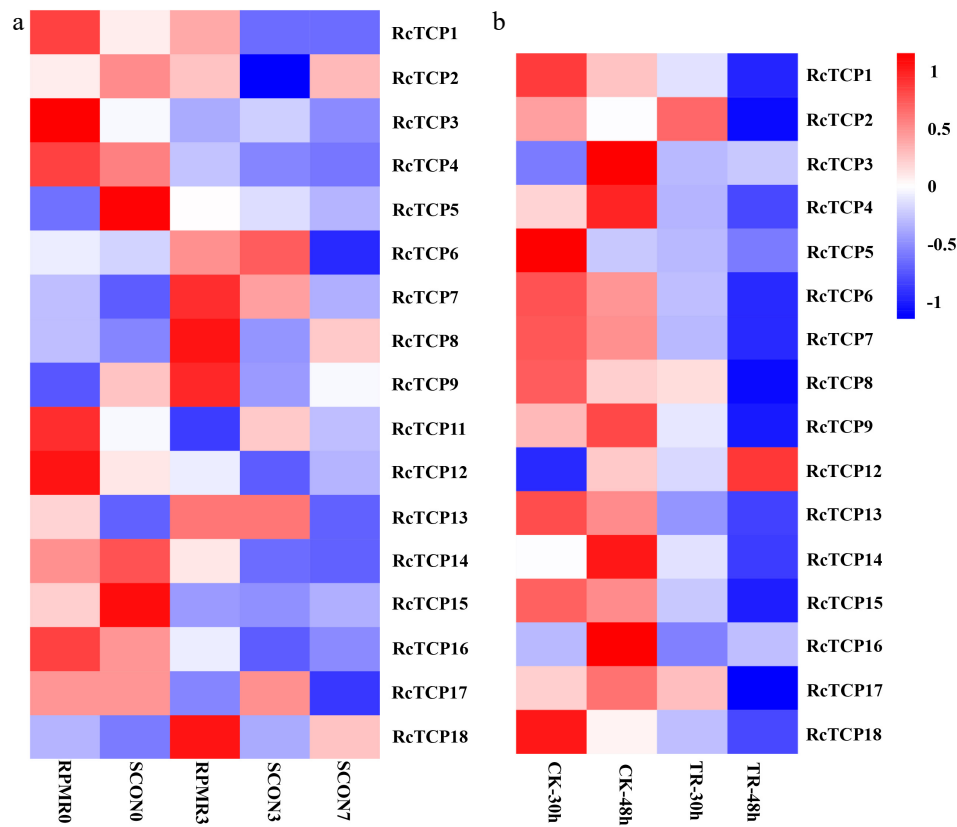 a
RcTCP1
RcTCP2
RcTCP3
RcTCP4
RcTCP5
RcTCP6
RcTCP7
RcTCP8
RcTCP9
RcTCP11
RcTCP12
RcTCP13
RcTCP14
RcTCP15
RcTCP16
RcTCP17
RcTCP18
RPMR0
SCON0
RPMR3
SCON3
SCON7
b
RcTCP1
RcTCP2
RcTCP3
RcTCP4
RcTCP5
RcTCP6
RcTCP7
RcTCP8
RcTCP9
RcTCP12
RcTCP13
RcTCP14
RcTCP15
RcTCP16
RcTCP17
RcTCP18
CK-30h
CK-48h
TR-30h
TR-48h
1
0.5
0
-0.5
-1